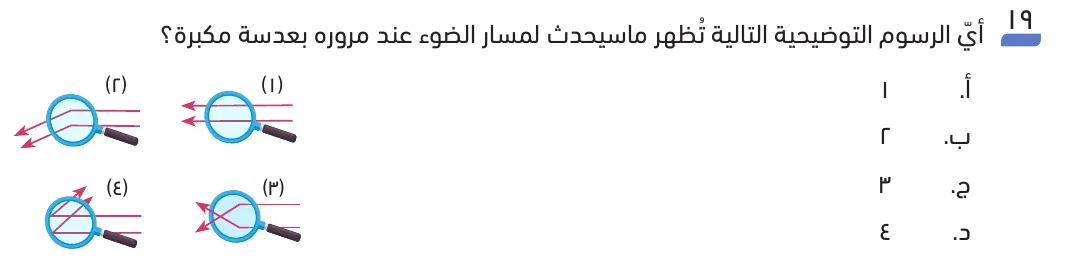 ١٩ أيّ الرسوم التوضيحية التالية تُظهر ماسيحدث لمسار الضوء عند مروره بعدسة مكبرة؟
أ. ١
ب. ٢
ج. ٣
د. ٤
(١)
(٢)
(٣)
(٤)